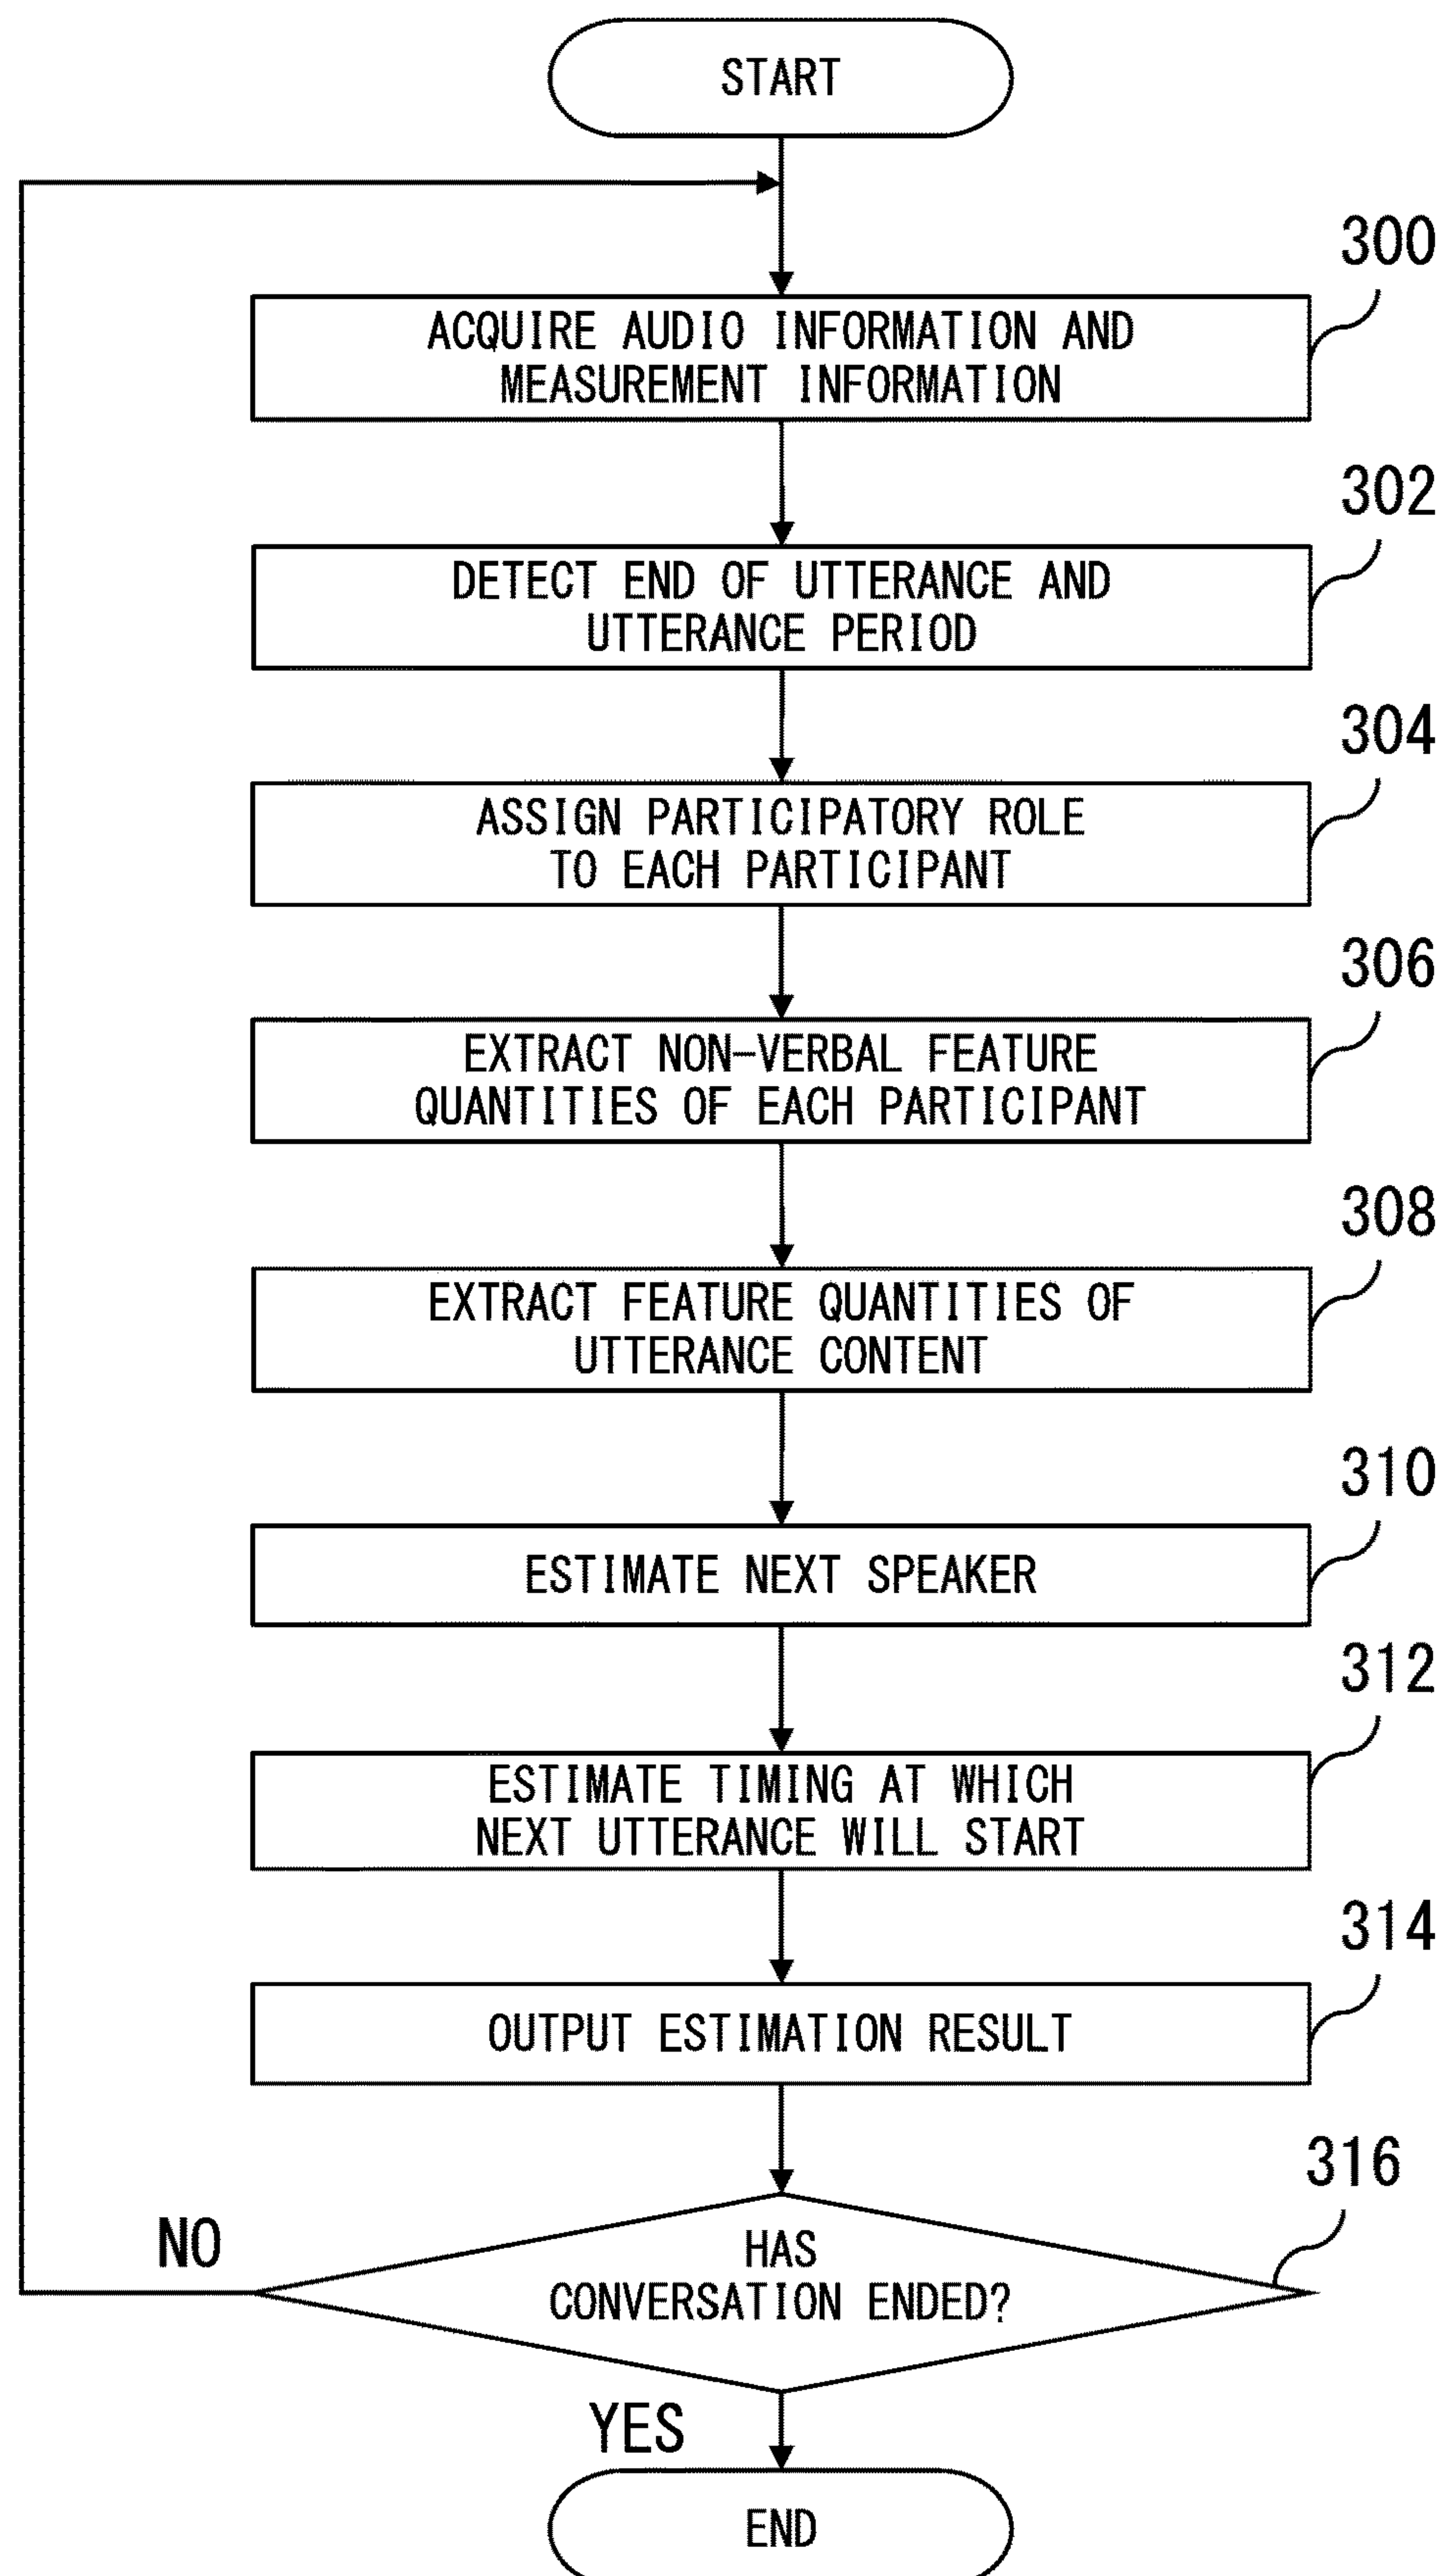 START
300
ACQUIRE AUDIO INFORMATION AND
MEASUREMENT INFORMATION
302
DETECT END OF UTTERANCE AND
UTTERANCE PERIOD
304
ASSIGN PARTICIPATORY ROLE
TO EACH PARTICIPANT
306
EXTRACT NON-VERBAL FEATURE
QUANTITIES OF EACH PARTICIPANT
308
EXTRACT FEATURE QUANTITIES OF
UTTERANCE CONTENT
310
ESTIMATE NEXT SPEAKER
312
ESTIMATE TIMING AT WHICH
NEXT UTTERANCE WILL START
314
OUTPUT ESTIMATION RESULT
316
HAS
CONVERSATION ENDED?
NO
YES
END